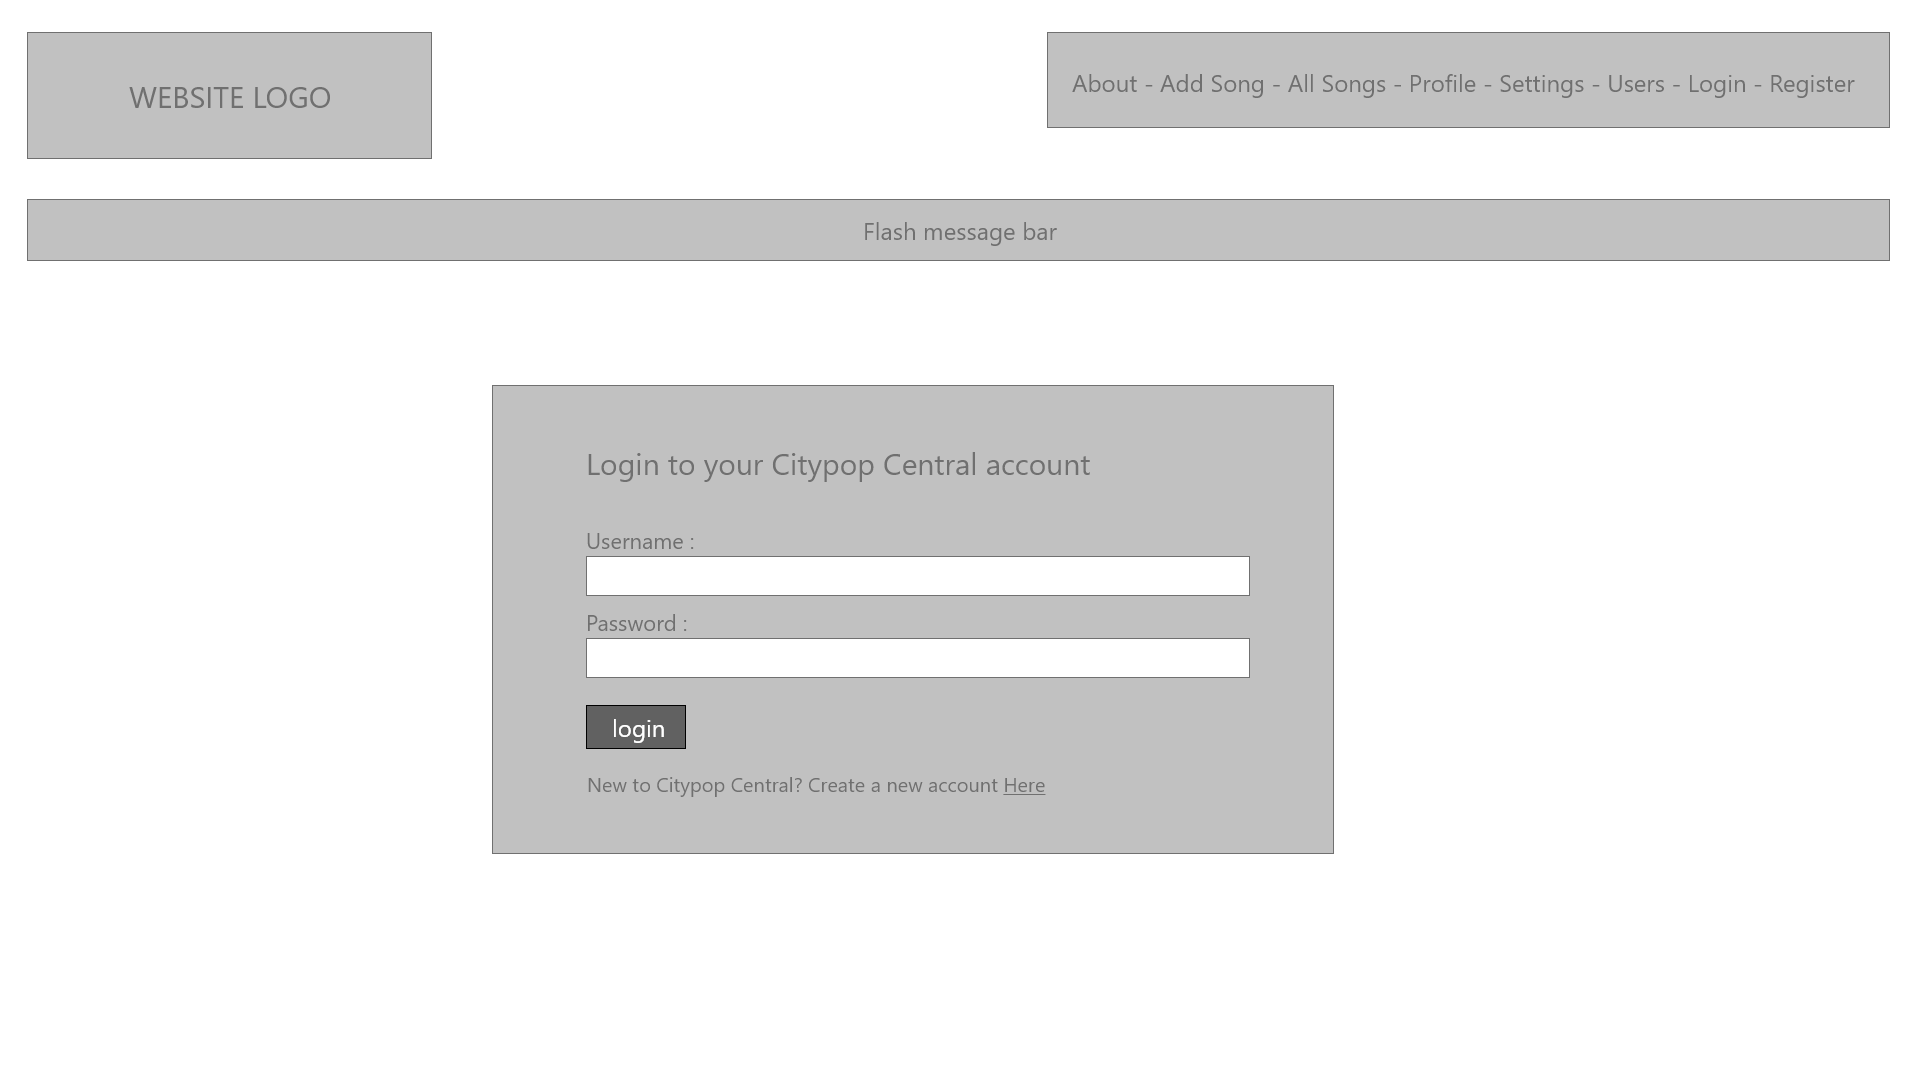 WEBSITE LOGO
About - Add Song - All Songs - Profile - Settings - Users - Login - Register
Flash message bar
Login to your Citypop Central account
Username :
Password :
login
New to Citypop Central? Create a new account Here